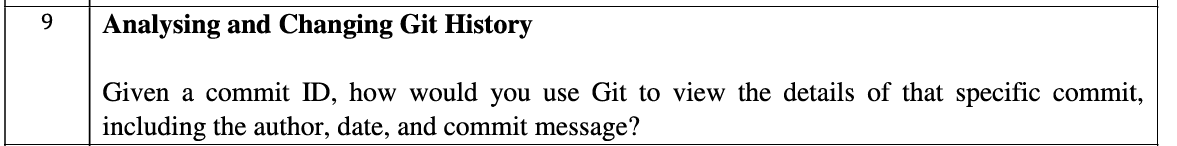 9
Analysing and Changing Git History
Given a commit ID, how would you use Git to view the details of that specific commit,
including the author, date, and commit message?